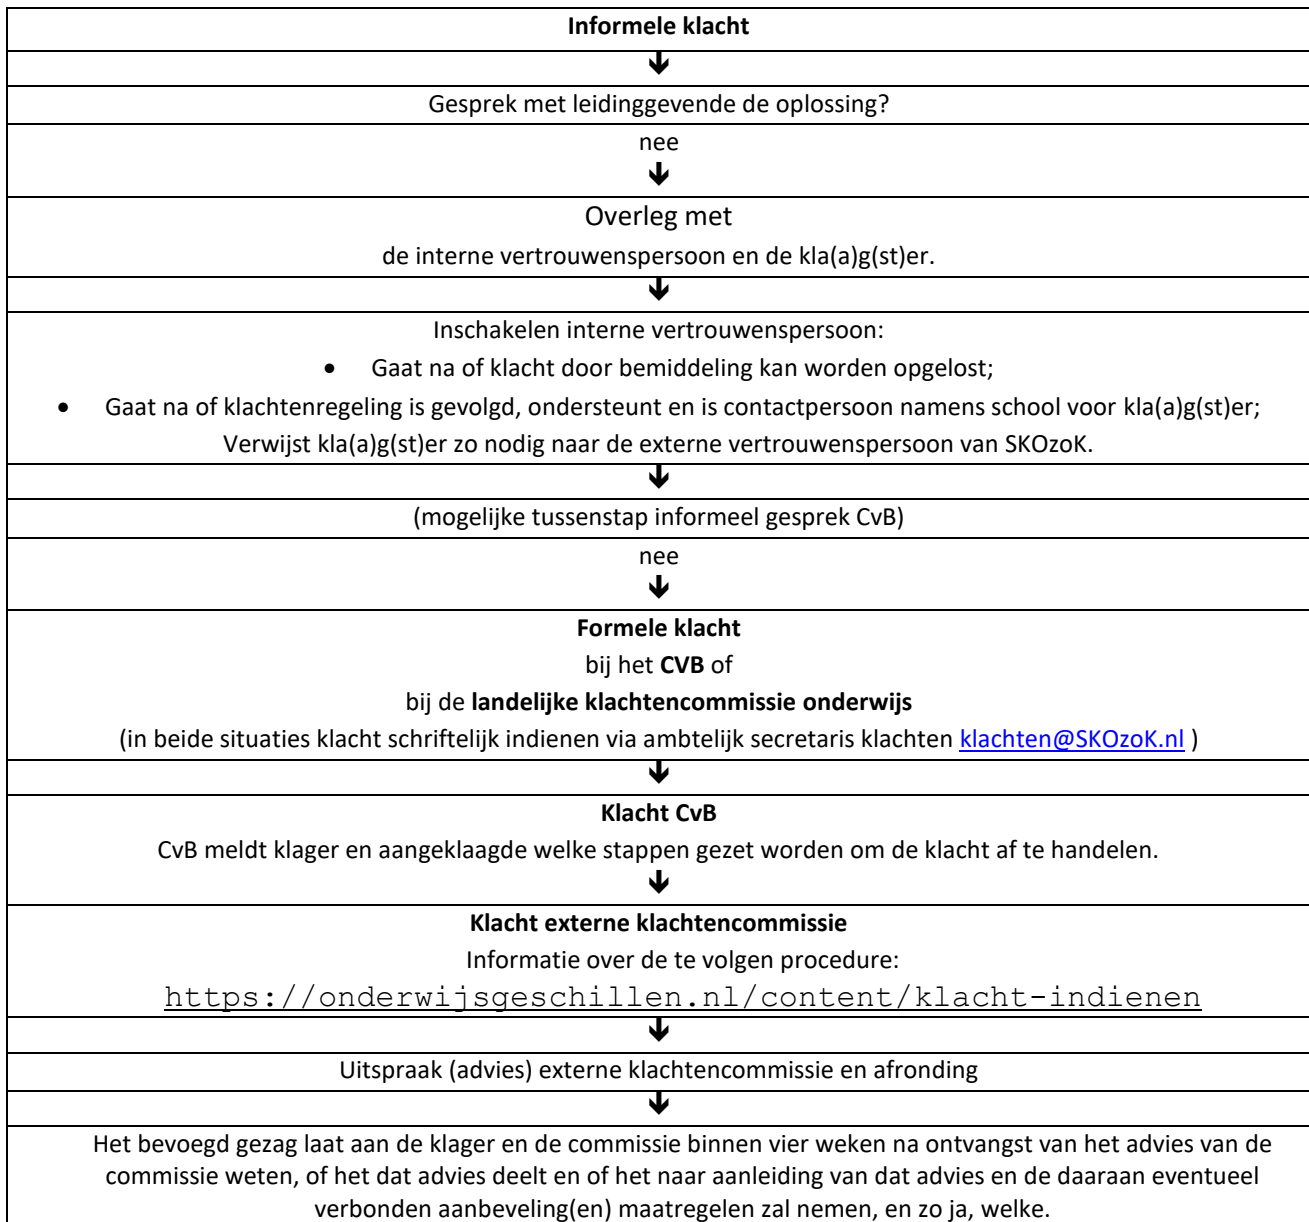 Informele klacht
🡻
🡻
Gesprek met leidinggevende de oplossing?
nee
🡻
Overleg met
de interne vertrouwenspersoon en de kla(a)g(st)er.
🡻
Inschakelen interne vertrouwenspersoon:
• Gaat na of klacht door bemiddeling kan worden opgelost;
• Gaat na of klachtenregeling is gevolgd, ondersteunt en is contactpersoon namens school voor kla(a)g(st)er;
Verwijst kla(a)g(st)er zo nodig naar de externe vertrouwenspersoon van SKOzoK.
🡻
(mogelijke tussenstap informeel gesprek CvB)
nee
🡻
Formele klacht
bij het CVB of
bij de landelijke klachtencommissie onderwijs
(in beide situaties klacht schriftelijk indienen via ambtelijk secretaris klachten klachten@SKOzoK.nl )
🡻
Klacht CvB
CvB meldt klager en aangeklaagde welke stappen gezet worden om de klacht af te handelen.
🡻
Klacht externe klachtencommissie
Informatie over de te volgen procedure:
https://onderwijsgeschillen.nl/content/klacht-indienen
🡻
Uitspraak (advies) externe klachtencommissie en afronding
🡻
Het bevoegd gezag laat aan de klager en de commissie binnen vier weken na ontvangst van het advies van de
commissie weten, of het dat advies deelt en of het naar aanleiding van dat advies en de daaraan eventueel
verbonden aanbeveling(en) maatregelen zal nemen, en zo ja, welke.